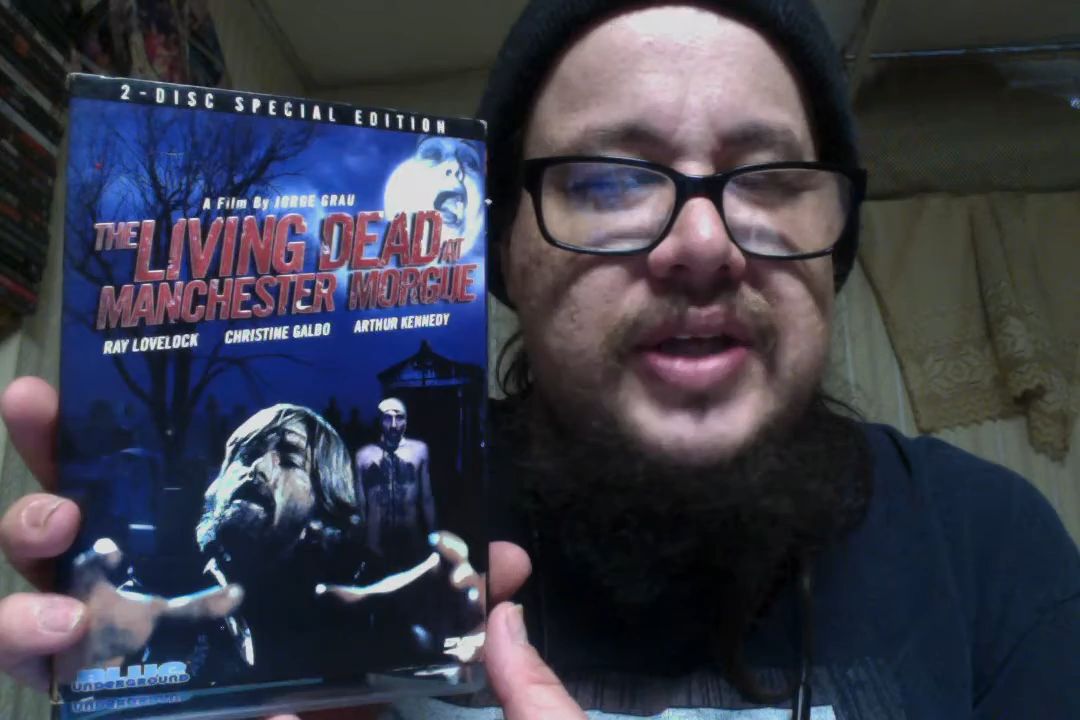 2-DISC SPECIAL EDITION
A Film By JORGE GRAU
THE LIVING DEAD AT
MANCHESTER MORGUE
RAY LOVELOCK CHRISTINE GALBO ARTHUR KENNEDY
BLUE
UNDERGROUND